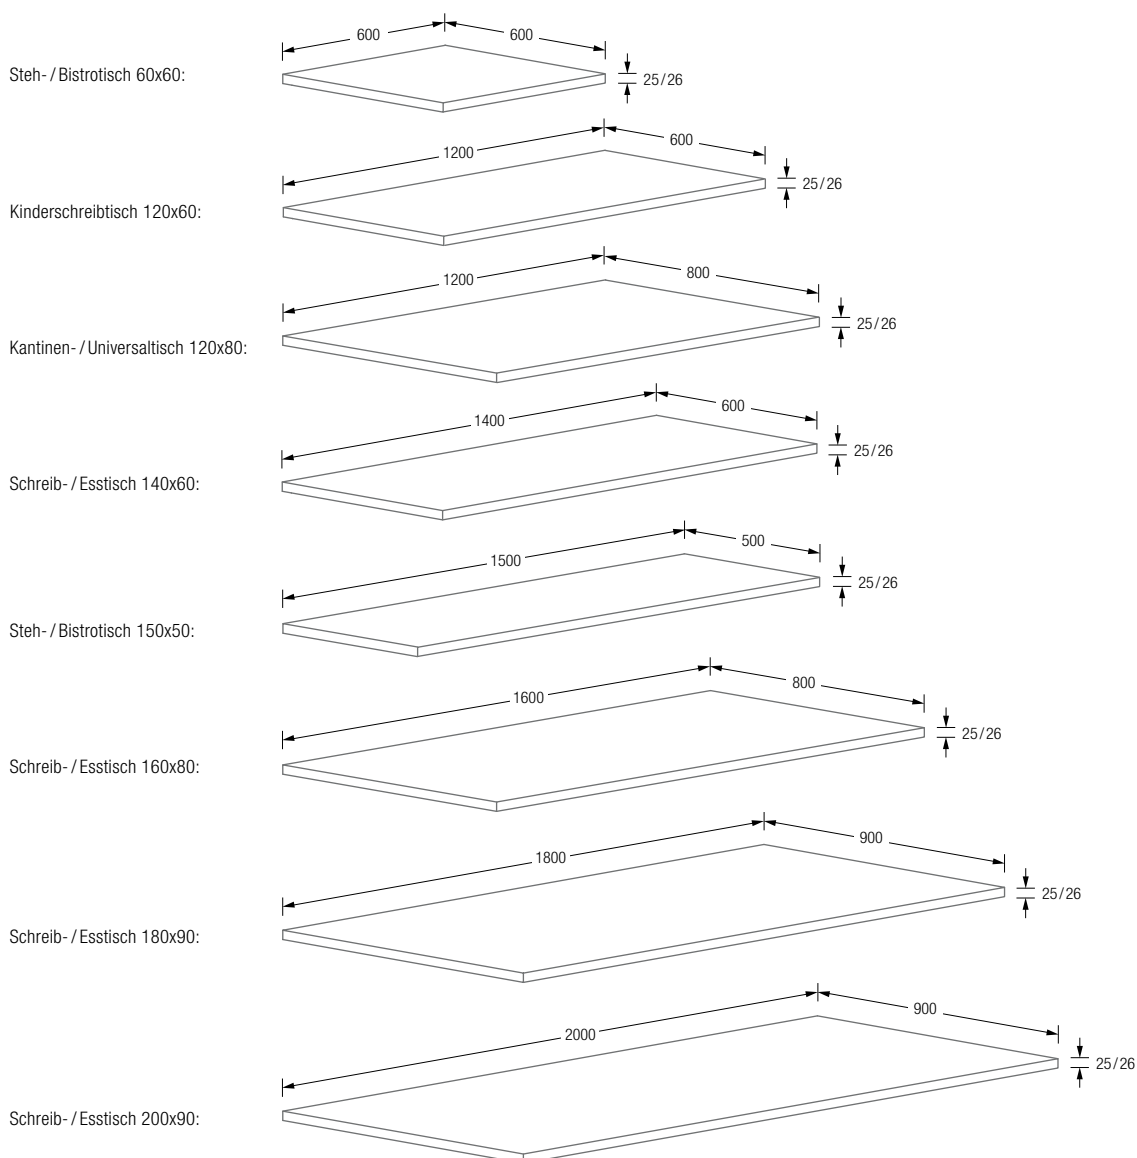 600 600
Steh- / Bistrotisch 60x60:
25/26
1200 600
25/26
Kinderschreibtisch 120x60:
1200 800
25/26
Kantinen- / Universaltisch 120x80:
1400 600
25/26
Schreib- / Esstisch 140x60:
1500 500
25/26
Steh- / Bistrotisch 150x50:
1600 800
25/26
Schreib- / Esstisch 160x80:
1800 900
25/26
Schreib- / Esstisch 180x90:
2000 900
25/26
Schreib- / Esstisch 200x90: